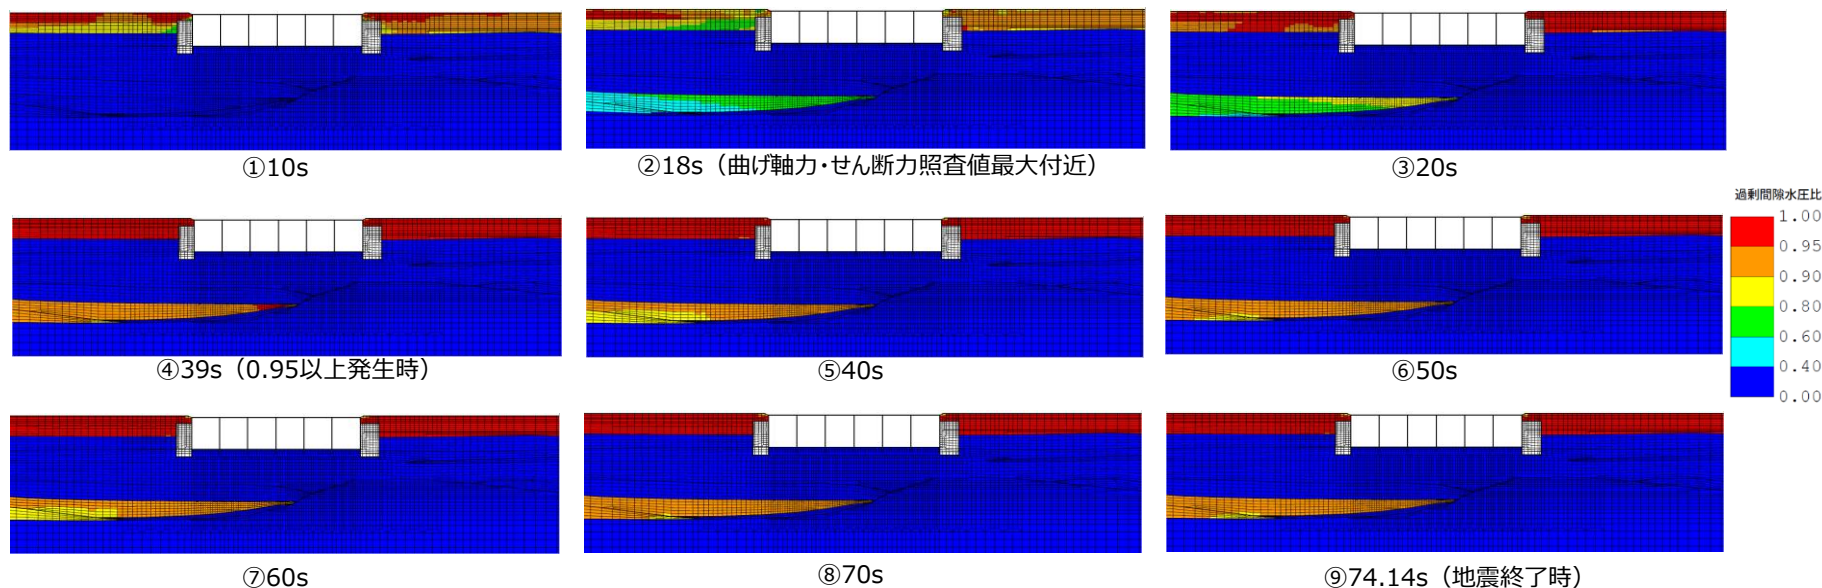 ①10s
②18s（曲げ軸力・せん断力照査値最大付近）
③20s
過剰間隙水圧比
1.00
0.95
0.90
0.80
0.60
0.40
0.00
④39s（0.95以上発生時）
⑤40s
⑥50s
⑦60s
⑧70s
⑨74.14s（地震終了時）